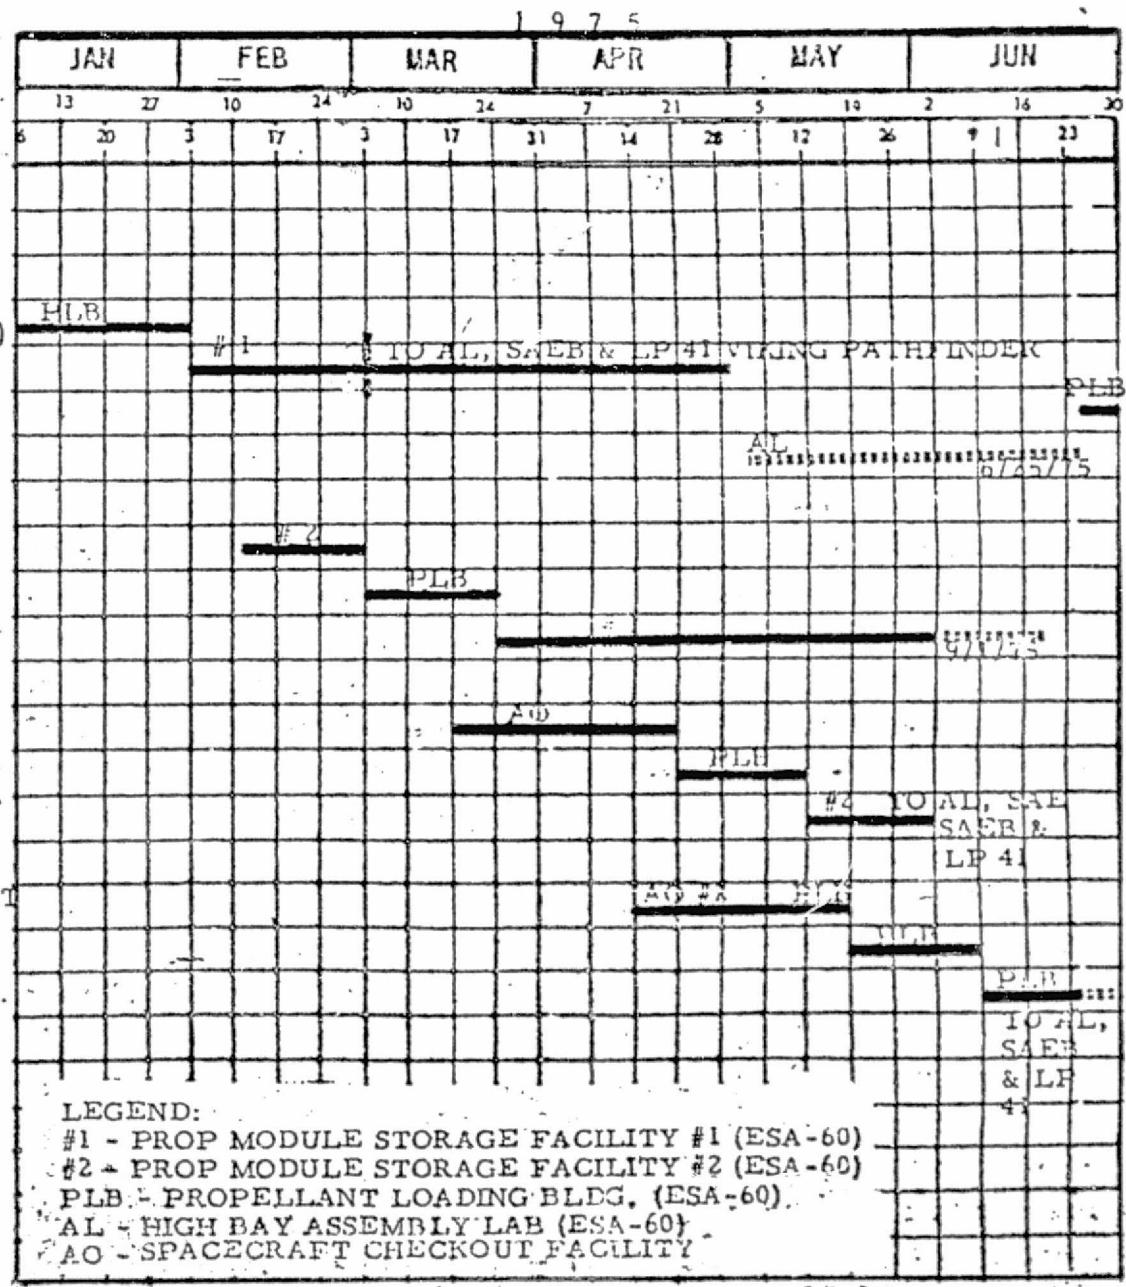 1 9 7 5
JAN FEB MAR APR MAY JUN
13 27 10 24 10 24 7 21 5 19 2 16 30
6 20 3 17 3 17 31 14 28 12 26 9 23
HLB
# 1 TO AL, SAEB & LP 41 VIKING PATHFINDER
PLB
AL
# 2
PLB
#
AO
PLB
#2 TO AL, SAE
SAEB &
LP 41
AO HLB
PLB
TO AL,
SAEB
& LP
41
LEGEND:
#1 - PROP MODULE STORAGE FACILITY #1 (ESA-60)
#2 - PROP MODULE STORAGE FACILITY #2 (ESA-60)
PLB - PROPELLANT LOADING BLDG. (ESA-60)
AL - HIGH BAY ASSEMBLY LAB (ESA-60)
AO - SPACECRAFT CHECKOUT FACILITY